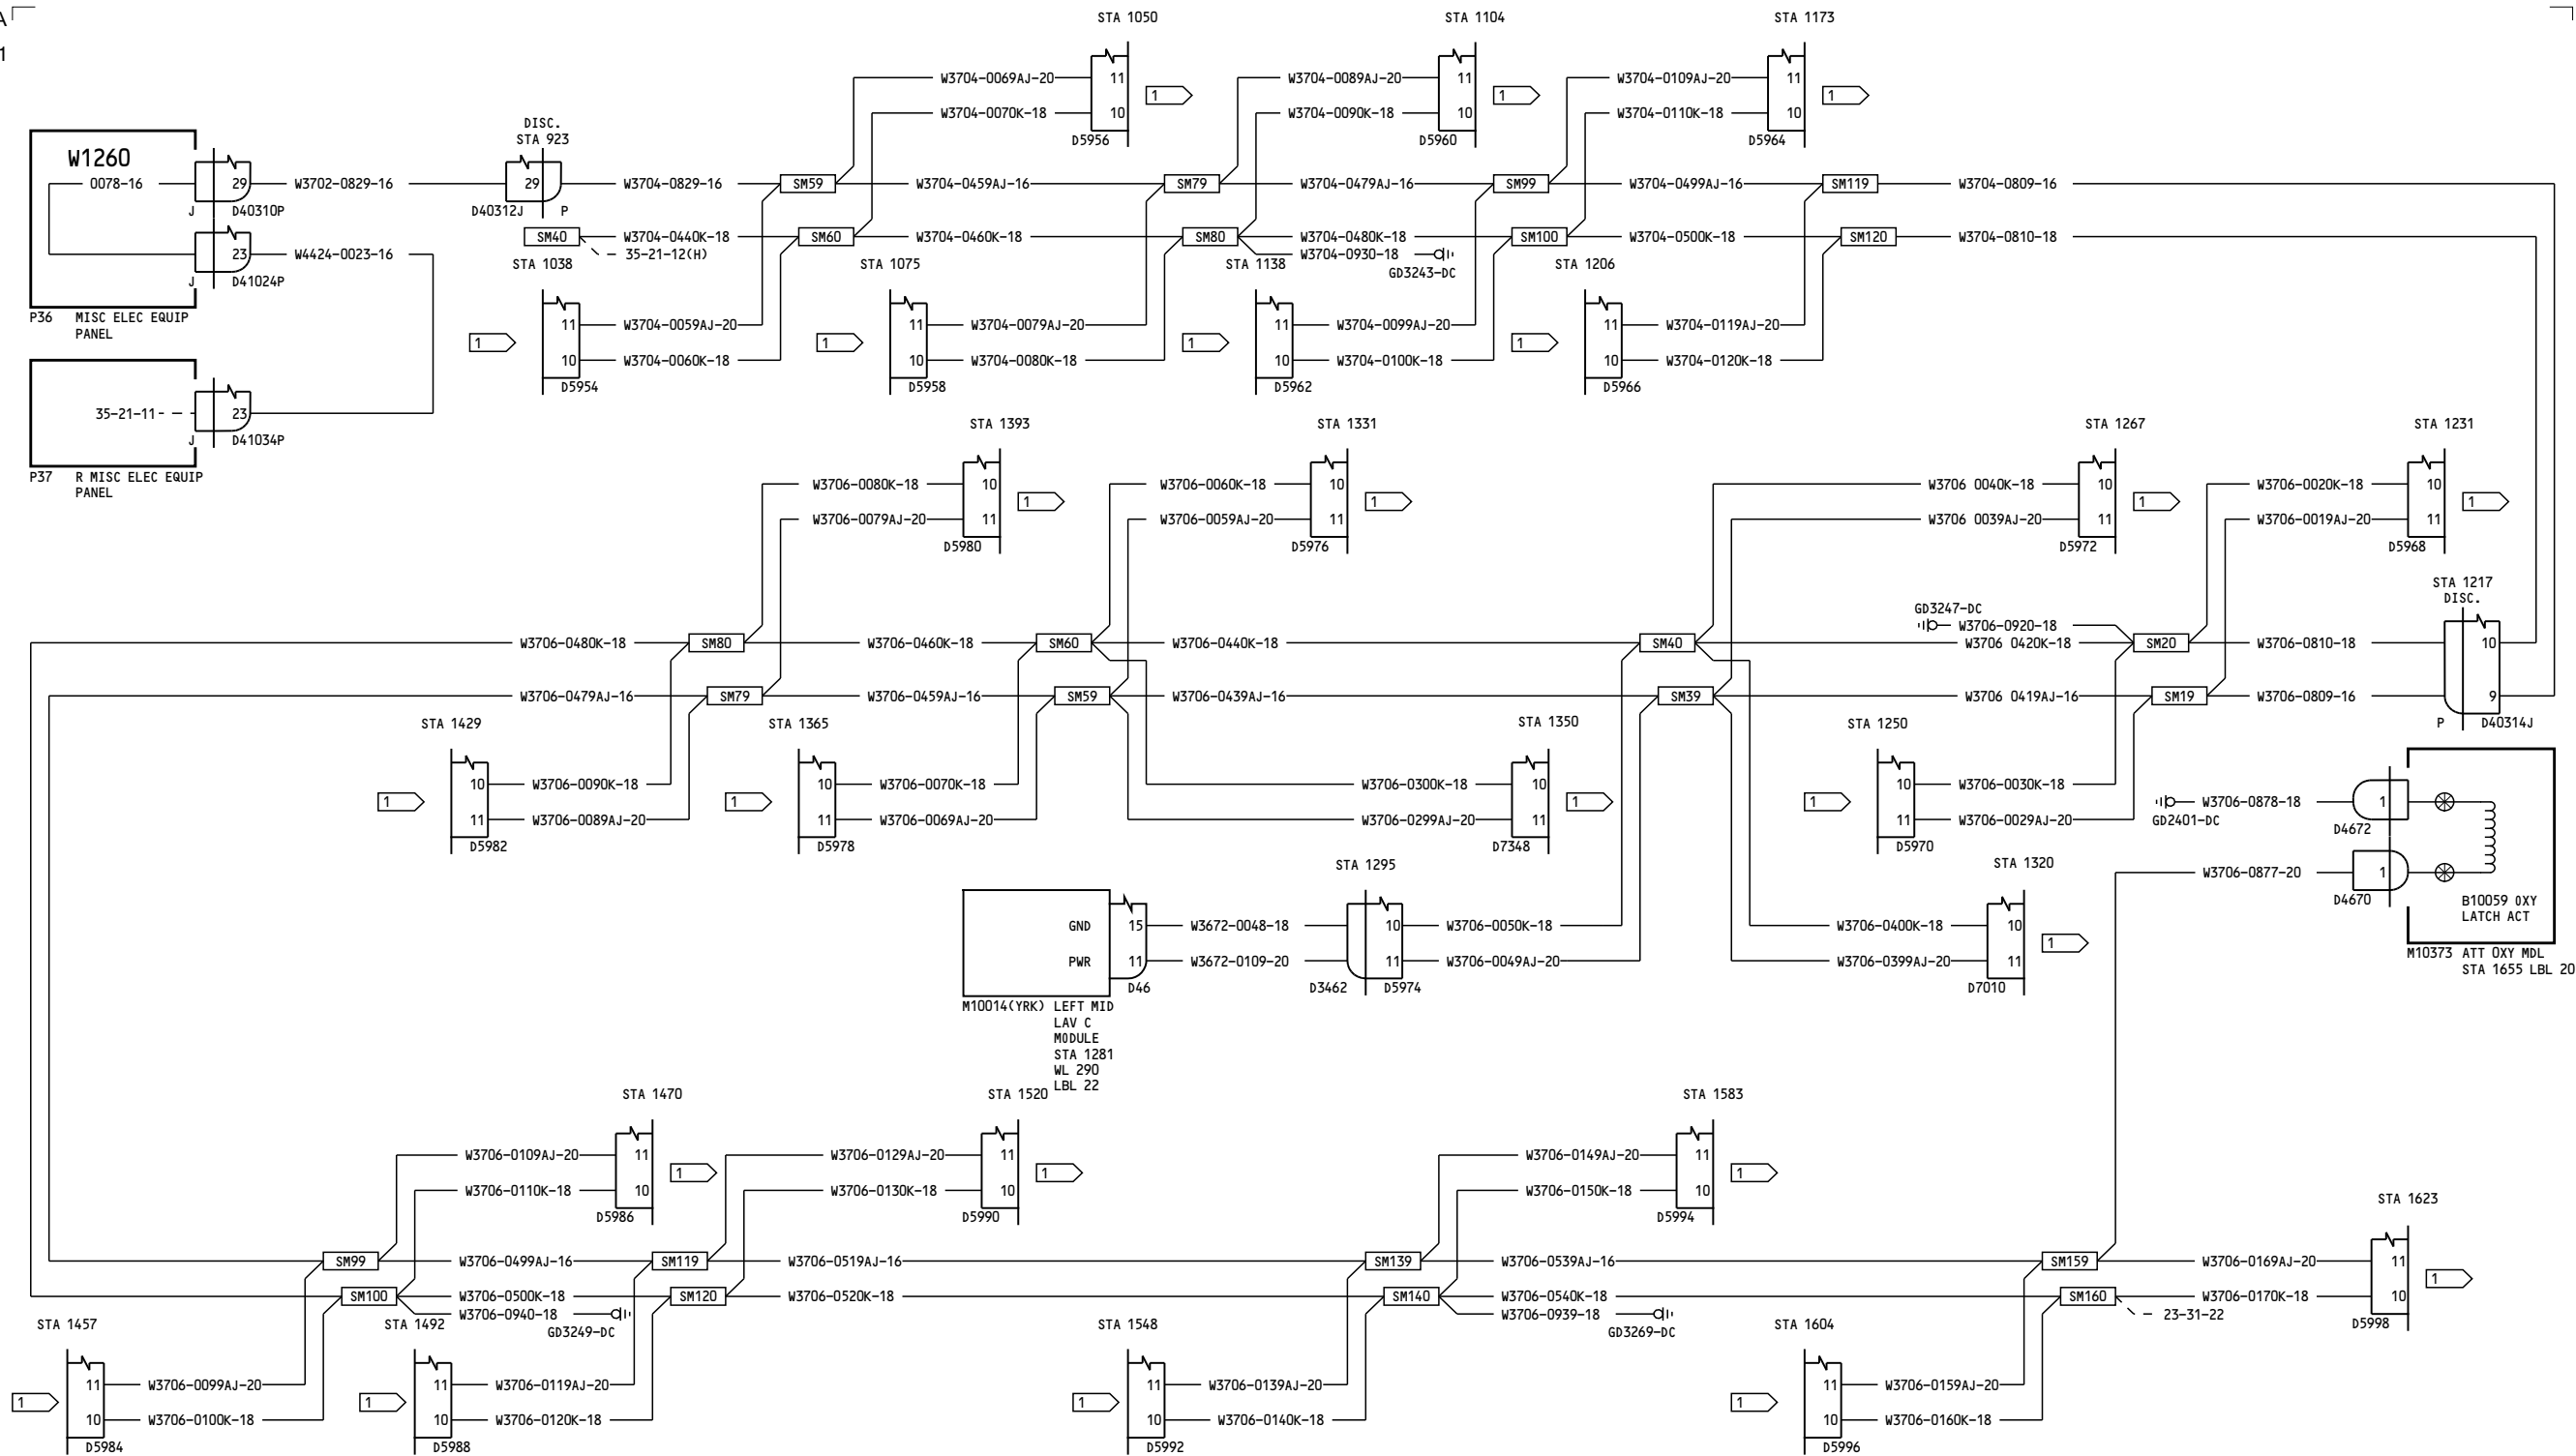 A
1
STA 1050
STA 1104
STA 1173
W3704-0069AJ-20 11
W3704-0089AJ-20 11
W3704-0109AJ-20 11
1
1
1
W3704-0070K-18 10
W3704-0090K-18 10
W3704-0110K-18 10
D5956
D5960
D5964
DISC.
STA 923
W1260
0078-16
29
W3702-0829-16
29
W3704-0829-16
SM59
W3704-0459AJ-16
SM79
W3704-0479AJ-16
SM99
W3704-0499AJ-16
SM119
W3704-0809-16
J
D40310P
D40312J
P
SM40
W3704-0440K-18
SM60
W3704-0460K-18
SM80
W3704-0480K-18
SM100
W3704-0500K-18
SM120
W3704-0810-18
23
W4424-0023-16
35-21-12(H)
W3704-0930-18
GD3243-DC
J
D41024P
STA 1038
STA 1075
STA 1138
STA 1206
P36 MISC ELEC EQUIP
PANEL
11 W3704-0059AJ-20
11 W3704-0079AJ-20
11 W3704-0099AJ-20
11 W3704-0119AJ-20
1
1
1
1
10 W3704-0060K-18
10 W3704-0080K-18
10 W3704-0100K-18
10 W3704-0120K-18
D5954
D5958
D5962
D5966
35-21-11
23
J
D41034P
P37 R MISC ELEC EQUIP
PANEL
STA 1393
STA 1331
STA 1267
STA 1231
W3706-0080K-18 10
W3706-0060K-18 10
W3706 0040K-18 10
W3706-0020K-18 10
1
1
1
1
W3706-0079AJ-20 11
W3706-0059AJ-20 11
W3706 0039AJ-20 11
W3706-0019AJ-20 11
D5980
D5976
D5972
D5968
STA 1217
DISC.
GD3247-DC
W3706-0920-18
W3706-0480K-18
SM80
W3706-0460K-18
SM60
W3706-0440K-18
SM40
W3706 0420K-18
SM20
W3706-0810-18
10
W3706-0479AJ-16
SM79
W3706-0459AJ-16
SM59
W3706-0439AJ-16
SM39
W3706 0419AJ-16
SM19
W3706-0809-16
9
P
D40314J
STA 1429
STA 1365
STA 1350
STA 1250
10 W3706-0090K-18
10 W3706-0070K-18
W3706-0300K-18 10
10 W3706-0030K-18
1
1
1
1
11 W3706-0089AJ-20
11 W3706-0069AJ-20
W3706-0299AJ-20 11
11 W3706-0029AJ-20
D5982
D5978
D7348
D5970
W3706-0878-18
1
GD2401-DC
D4672
W3706-0877-20
1
D4670
B10059 OXY
LATCH ACT
M10373 ATT OXY MDL
STA 1655 LBL 20
STA 1295
STA 1320
GND
15
W3672-0048-18
10
W3706-0050K-18
W3706-0400K-18
10
1
PWR
11
W3672-0109-20
11
W3706-0049AJ-20
W3706-0399AJ-20
11
D46
D3462
D5974
D7010
M10014(YRK) LEFT MID
LAV C
MODULE
STA 1281
WL 290
LBL 22
STA 1470
STA 1520
STA 1583
W3706-0109AJ-20 11
W3706-0129AJ-20 11
W3706-0149AJ-20 11
1
1
1
W3706-0110K-18 10
W3706-0130K-18 10
W3706-0150K-18 10
D5986
D5990
D5994
STA 1623
SM99
W3706-0499AJ-16
SM119
W3706-0519AJ-16
SM139
W3706-0539AJ-16
SM159
W3706-0169AJ-20
11
1
SM100
W3706-0500K-18
SM120
W3706-0520K-18
SM140
W3706-0540K-18
SM160
W3706-0170K-18
10
W3706-0940-18
GD3249-DC
W3706-0939-18
GD3269-DC
23-31-22
D5998
STA 1457
STA 1492
STA 1548
STA 1604
11 W3706-0099AJ-20
11 W3706-0119AJ-20
11 W3706-0139AJ-20
11 W3706-0159AJ-20
1
1
1
1
10 W3706-0100K-18
10 W3706-0120K-18
10 W3706-0140K-18
10 W3706-0160K-18
D5984
D5988
D5992
D5996